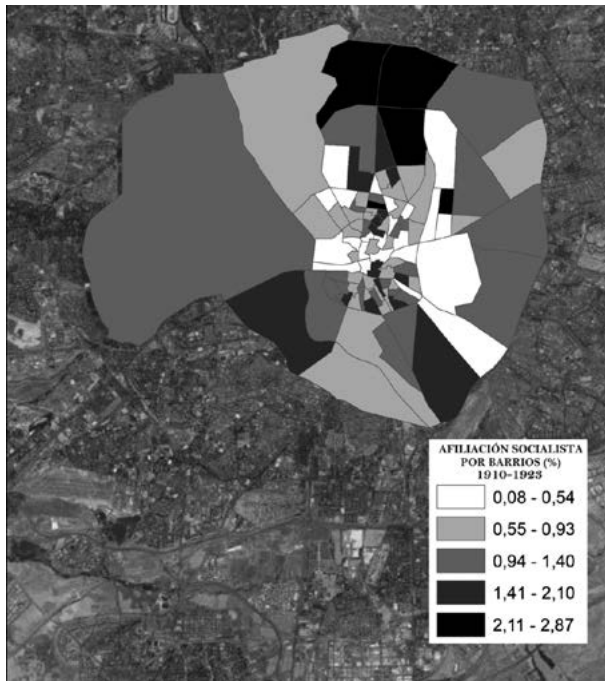 AFILIACIÓN SOCIALISTA
POR BARRIOS (%)
1910-1923
0,08 - 0,54
0,55 - 0,93
0,94 - 1,40
1,41 - 2,10
2,11 - 2,87